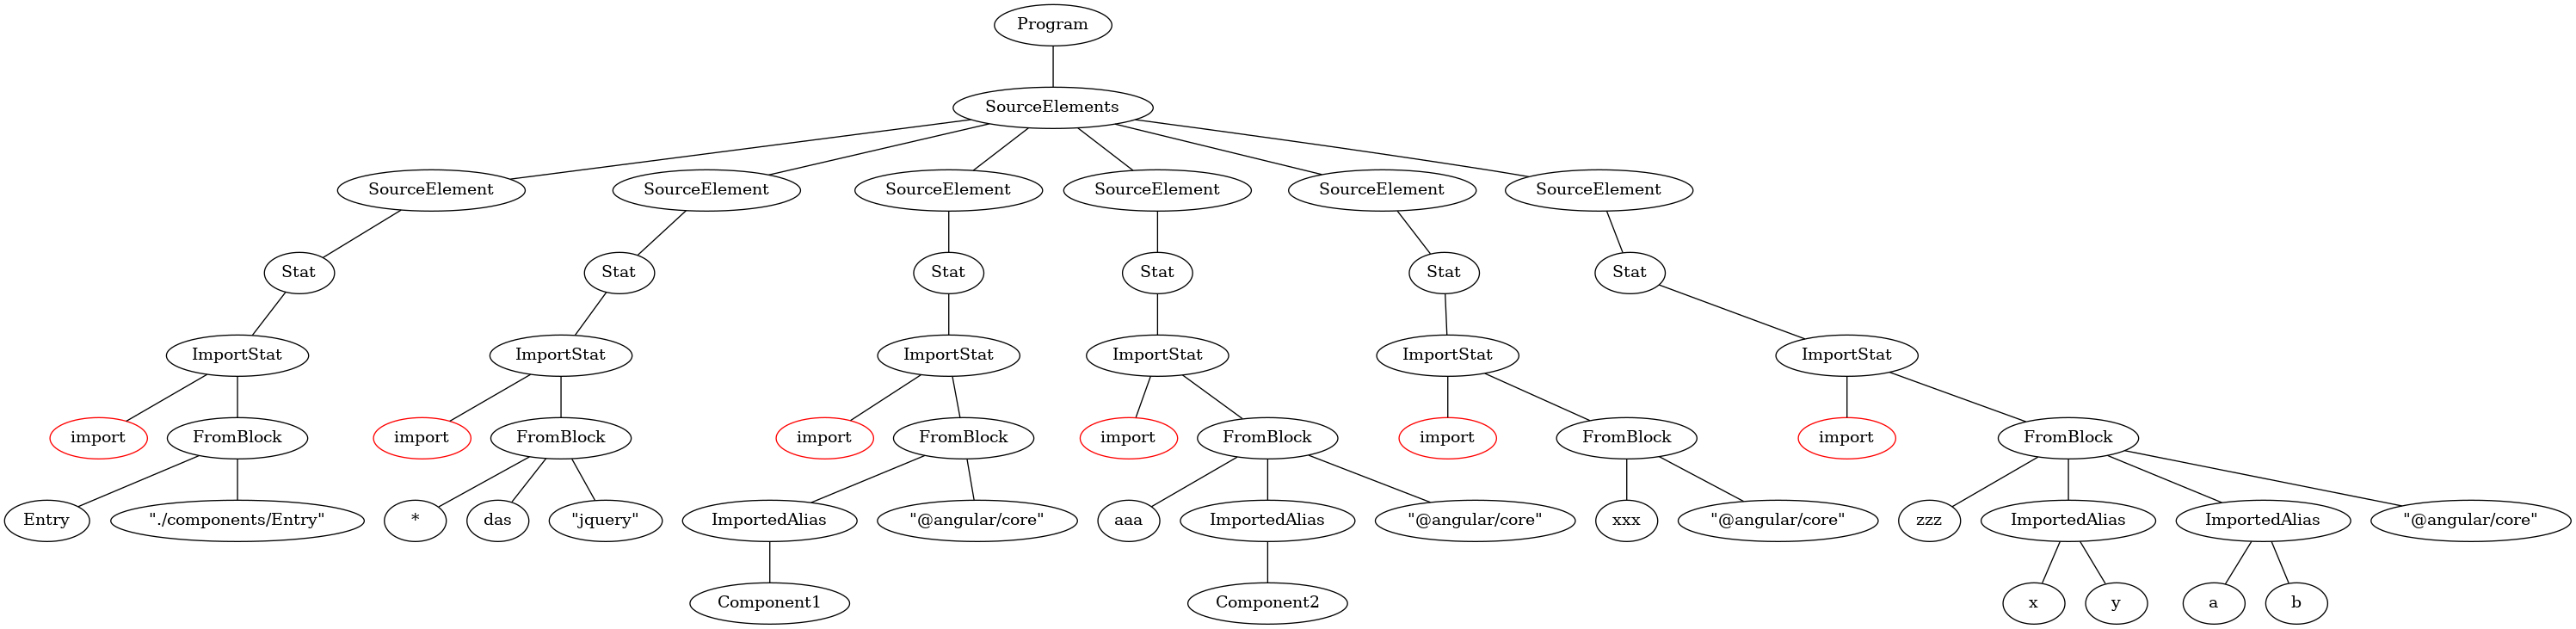 Program
SourceElements
SourceElement SourceElement SourceElement SourceElement SourceElement SourceElement
Stat Stat Stat Stat Stat Stat
ImportStat ImportStat ImportStat ImportStat ImportStat ImportStat
import FromBlock import FromBlock import FromBlock import FromBlock import FromBlock import FromBlock
Entry "./components/Entry" * das "jquery" ImportedAlias "@angular/core" aaa ImportedAlias "@angular/core" xxx "@angular/core" zzz ImportedAlias ImportedAlias "@angular/core"
Component1 Component2 x y a b